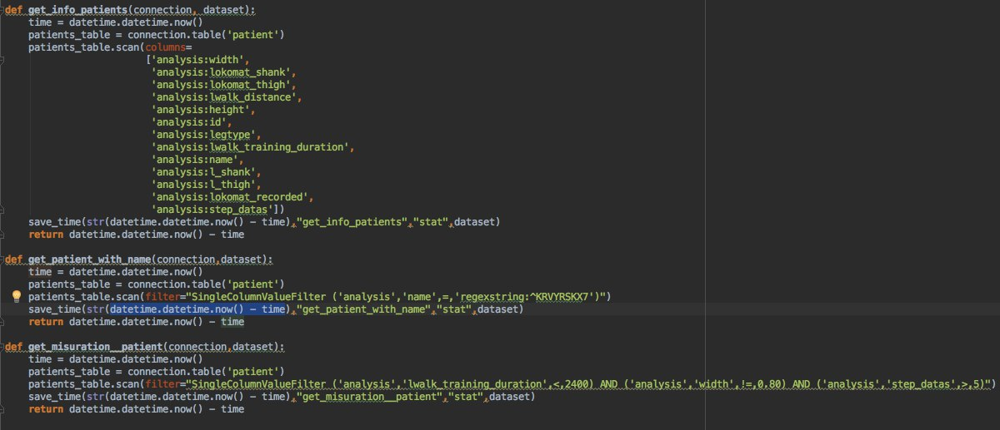 def get_info_patients(connection, dataset):
    time = datetime.datetime.now()
    patients_table = connection.table('patient')
    patients_table.scan(columns=
                    ['analysis:width',
                     'analysis:lokomat_shank',
                     'analysis:lokomat_thigh',
                     'analysis:lwalk_distance',
                     'analysis:height',
                     'analysis:id',
                     'analysis:legtype',
                     'analysis:lwalk_training_duration',
                     'analysis:name',
                     'analysis:l_shank',
                     'analysis:l_thigh',
                     'analysis:lokomat_recorded',
                     'analysis:step_datas'])
    save_time(str(datetime.datetime.now() - time),"get_info_patients","stat",dataset)
    return datetime.datetime.now() - time
def get_patient_with_name(connection,dataset):
    time = datetime.datetime.now()
    patients_table = connection.table('patient')
    patients_table.scan(filter="SingleColumnValueFilter ('analysis','name',=,'regexstring:^KRVYRSKX7')")
    save_time(str(datetime.datetime.now() - time),"get_patient_with_name","stat",dataset)
    return datetime.datetime.now() - time
def get_misuration__patient(connection,dataset):
    time = datetime.datetime.now()
    patients_table = connection.table('patient')
    patients_table.scan(filter="SingleColumnValueFilter ('analysis','lwalk_training_duration',<,2400) AND ('analysis','width',!=,0.80) AND ('analysis','step_datas',>,5)")
    save_time(str(datetime.datetime.now() - time),"get_misuration__patient","stat",dataset)
    return datetime.datetime.now() - time